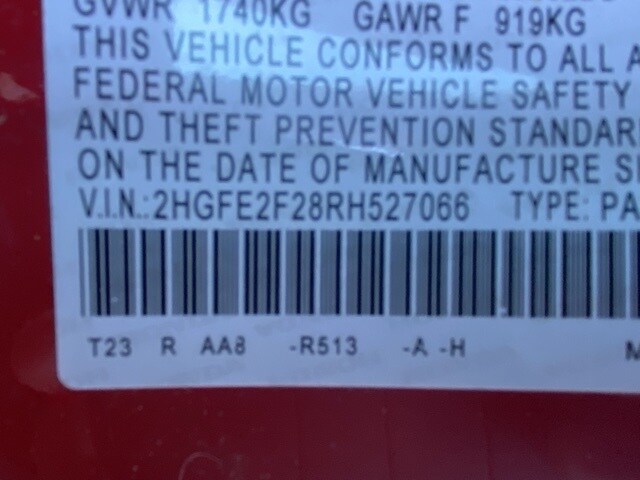 GVWR 1740KG GAWR F 919KG
THIS VEHICLE CONFORMS TO ALL A
FEDERAL MOTOR VEHICLE SAFETY
AND THEFT PREVENTION STANDAR
ON THE DATE OF MANUFACTURE S
V.I.N.:2HGFE2F28RH527066 TYPE: PA
T23 R AA8 -R513 -A -H M